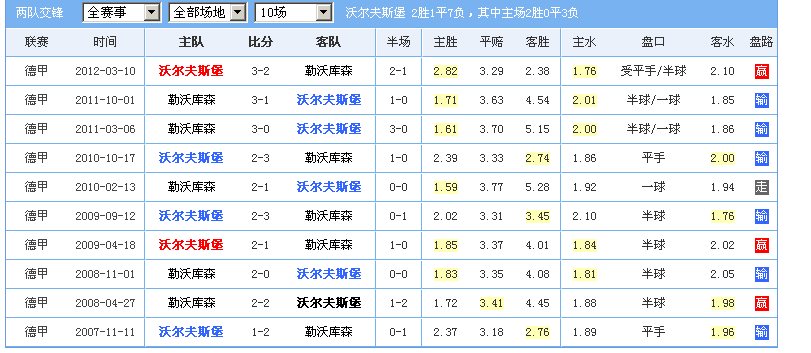 两队交锋 全赛事 全部场地 10场 沃尔夫斯堡 2胜1平7负，其中主场2胜0平3负
联赛 时间 主队 比分 客队 半场 主胜 平赔 客胜 主水 盘口 客水 盘路
德甲 2012-03-10 沃尔夫斯堡 3-2 勒沃库森 2-1 2.82 3.29 2.38 1.76 受平手/半球 2.10 赢
德甲 2011-10-01 勒沃库森 3-1 沃尔夫斯堡 1-0 1.71 3.63 4.54 2.01 半球/一球 1.85 输
德甲 2011-03-06 勒沃库森 3-0 沃尔夫斯堡 3-0 1.61 3.70 5.15 2.00 半球/一球 1.86 输
德甲 2010-10-17 沃尔夫斯堡 2-3 勒沃库森 1-0 2.39 3.33 2.74 1.86 平手 2.00 输
德甲 2010-02-13 勒沃库森 2-1 沃尔夫斯堡 0-0 1.59 3.77 5.28 1.92 一球 1.94 走
德甲 2009-09-12 沃尔夫斯堡 2-3 勒沃库森 0-1 2.02 3.31 3.45 2.10 半球 1.76 输
德甲 2009-04-18 沃尔夫斯堡 2-1 勒沃库森 1-0 1.85 3.37 4.01 1.84 半球 2.02 赢
德甲 2008-11-01 勒沃库森 2-0 沃尔夫斯堡 0-0 1.83 3.35 4.08 1.81 半球 2.05 输
德甲 2008-04-27 勒沃库森 2-2 沃尔夫斯堡 1-2 1.72 3.41 4.45 1.88 半球 1.98 赢
德甲 2007-11-11 沃尔夫斯堡 1-2 勒沃库森 0-1 2.37 3.18 2.76 1.89 平手 1.96 输